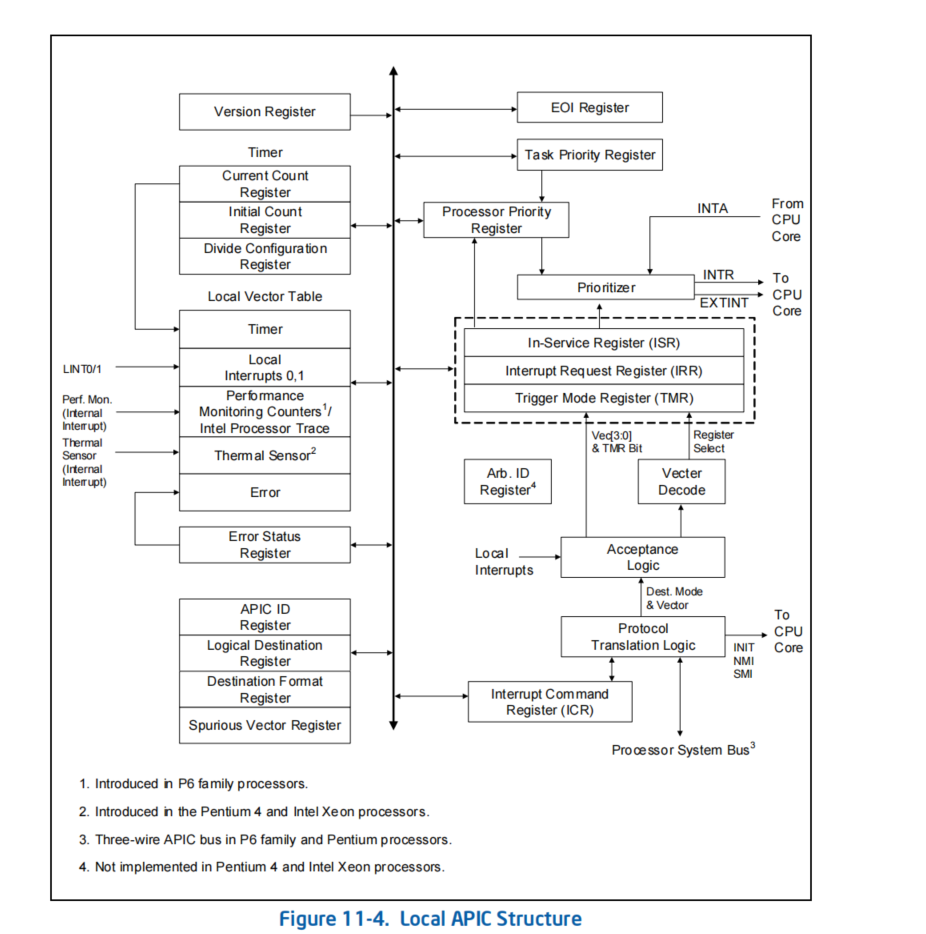 Version Register
EOI Register
Timer
Task Priority Register
Current Count
Register
Initial Count
Register
Divide Configuration
Register
Processor Priority
Register
INTA
From
CPU
Core
Prioritizer
INTR
EXTINT
To
CPU
Core
Local Vector Table
Timer
Local
Interrupts 0,1
Performance
Monitoring Counters1/
Intel Processor Trace
Thermal Sensor2
Error
LINT0/1
Perf. Mon.
(Internal
Interrupt)
Thermal
Sensor
(Internal
Interrupt)
In-Service Register (ISR)
Interrupt Request Register (IRR)
Trigger Mode Register (TMR)
Vec[3:0]
& TMR Bit
Register
Select
Arb. ID
Register4
Vecter
Decode
Error Status
Register
Local
Interrupts
Acceptance
Logic
Dest. Mode
& Vector
APIC ID
Register
Logical Destination
Register
Destination Format
Register
Spurious Vector Register
Protocol
Translation Logic
INIT
NMI
SMI
To
CPU
Core
Interrupt Command
Register (ICR)
Processor System Bus3
1. Introduced in P6 family processors.
2. Introduced in the Pentium 4 and Intel Xeon processors.
3. Three-wire APIC bus in P6 family and Pentium processors.
4. Not implemented in Pentium 4 and Intel Xeon processors.
Figure 11-4. Local APIC Structure